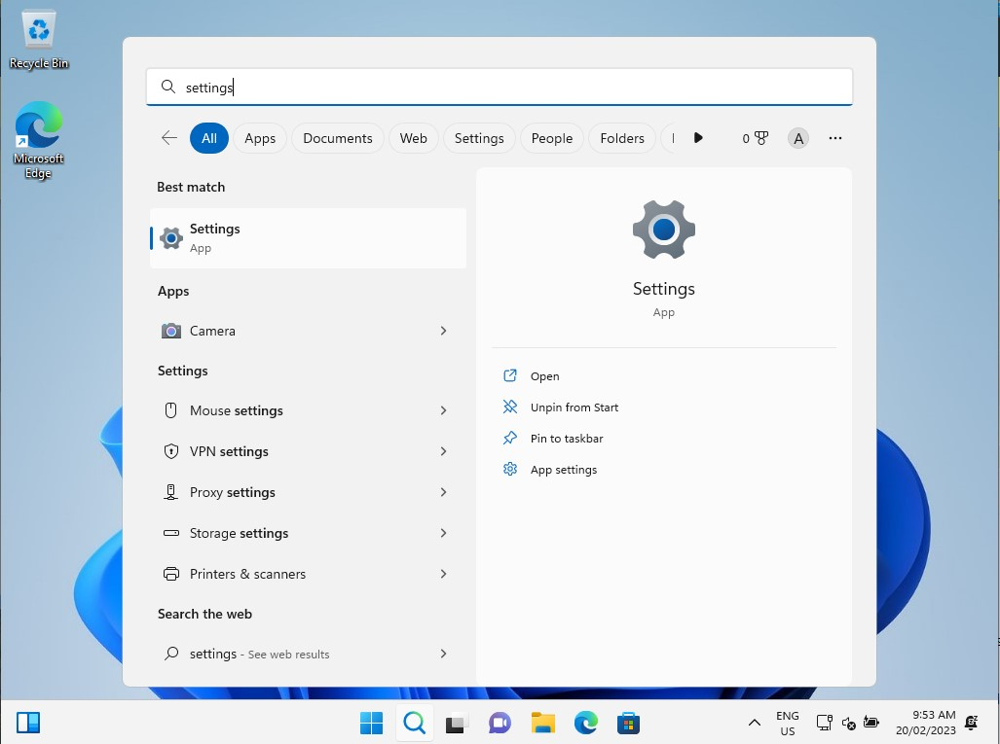 Recycle Bin
Microsoft
Edge
settings
All
Apps
Documents
Web
Settings
People
Folders
0
A
Best match
Settings
App
Apps
Camera
Settings
Mouse settings
VPN settings
Proxy settings
Storage settings
Printers & scanners
Search the web
settings - See web results
Settings
App
Open
Unpin from Start
Pin to taskbar
App settings
ENG
US
9:53 AM
20/02/2023